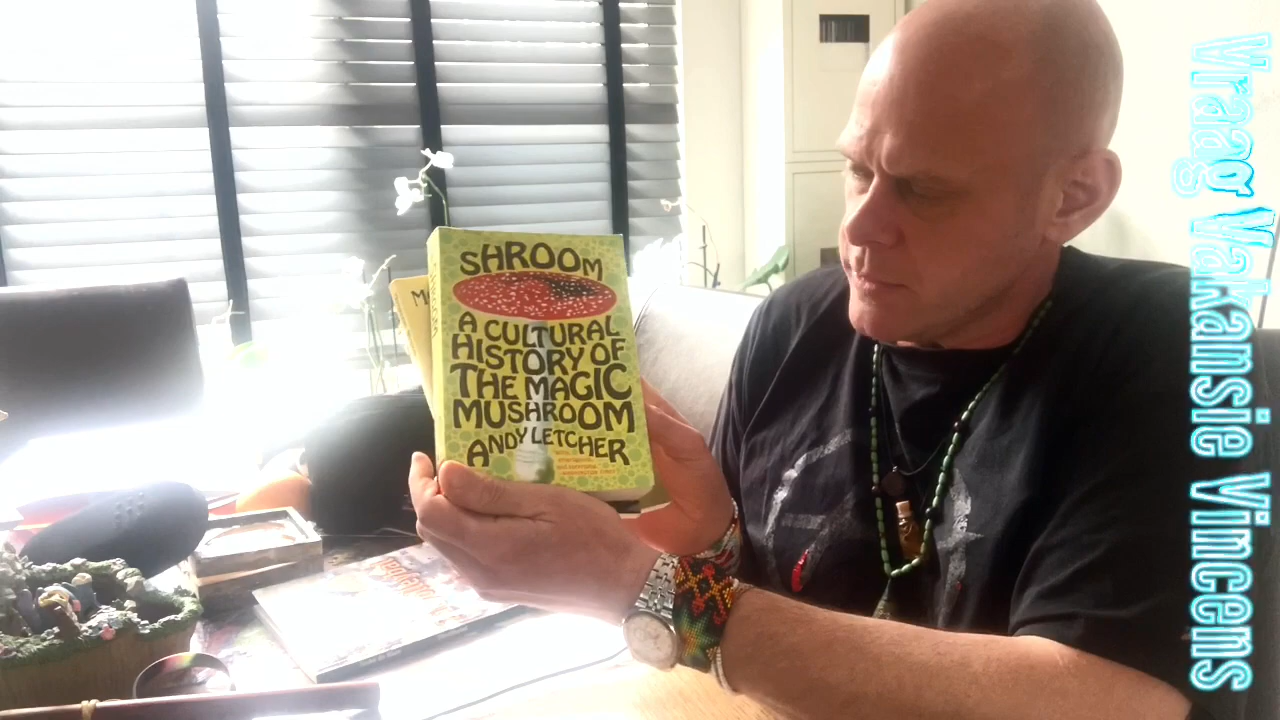 SHROOM
A CULTURAL
HISTORY OF
THE MAGIC
MUSHROOM
ANDY LETCHER
Vraag Vakansie Vincens